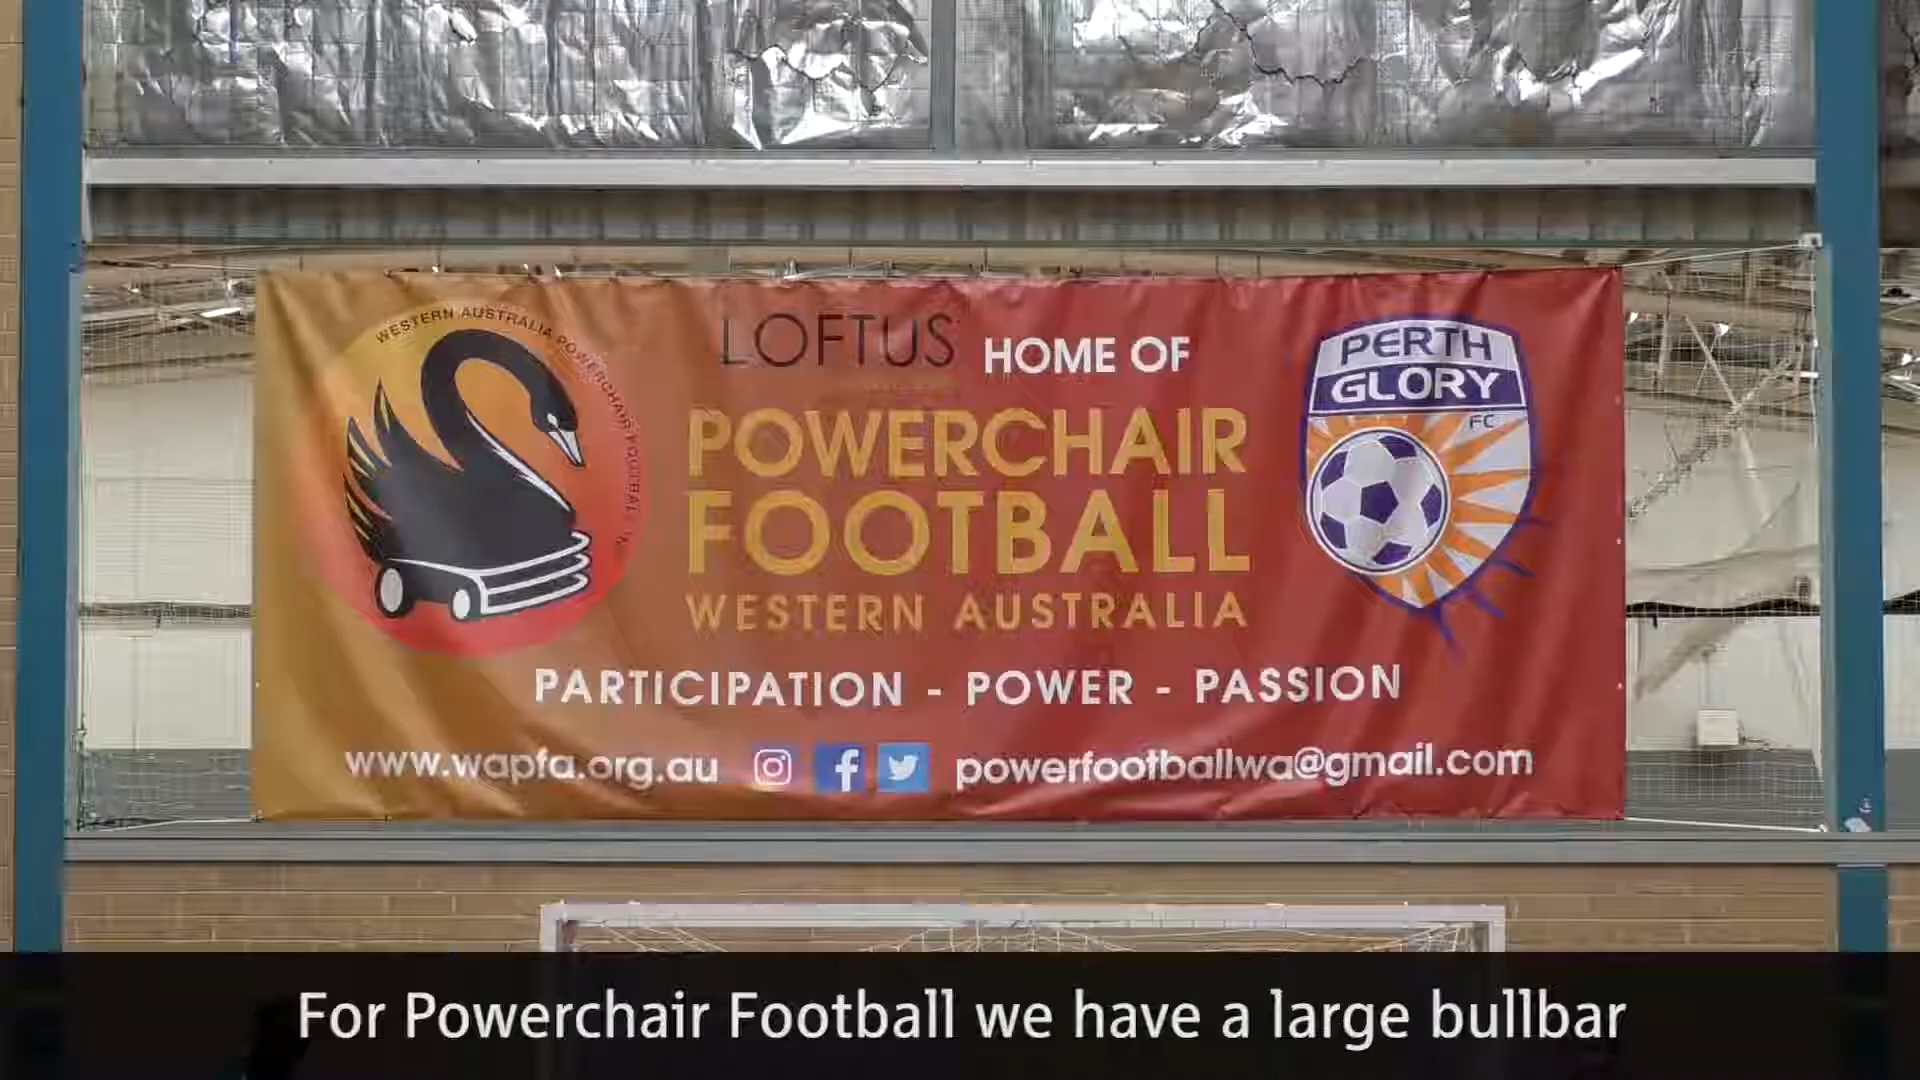 WESTERN AUSTRALIA POWERCHAIR FOOTBALL
LOFTUS
HOME OF
POWERCHAIR
FOOTBALL
WESTERN AUSTRALIA
PERTH
GLORY
FC
PARTICIPATION - POWER - PASSION
www.wapfa.org.au
powerfootballwa@gmail.com
For Powerchair Football we have a large bullbar